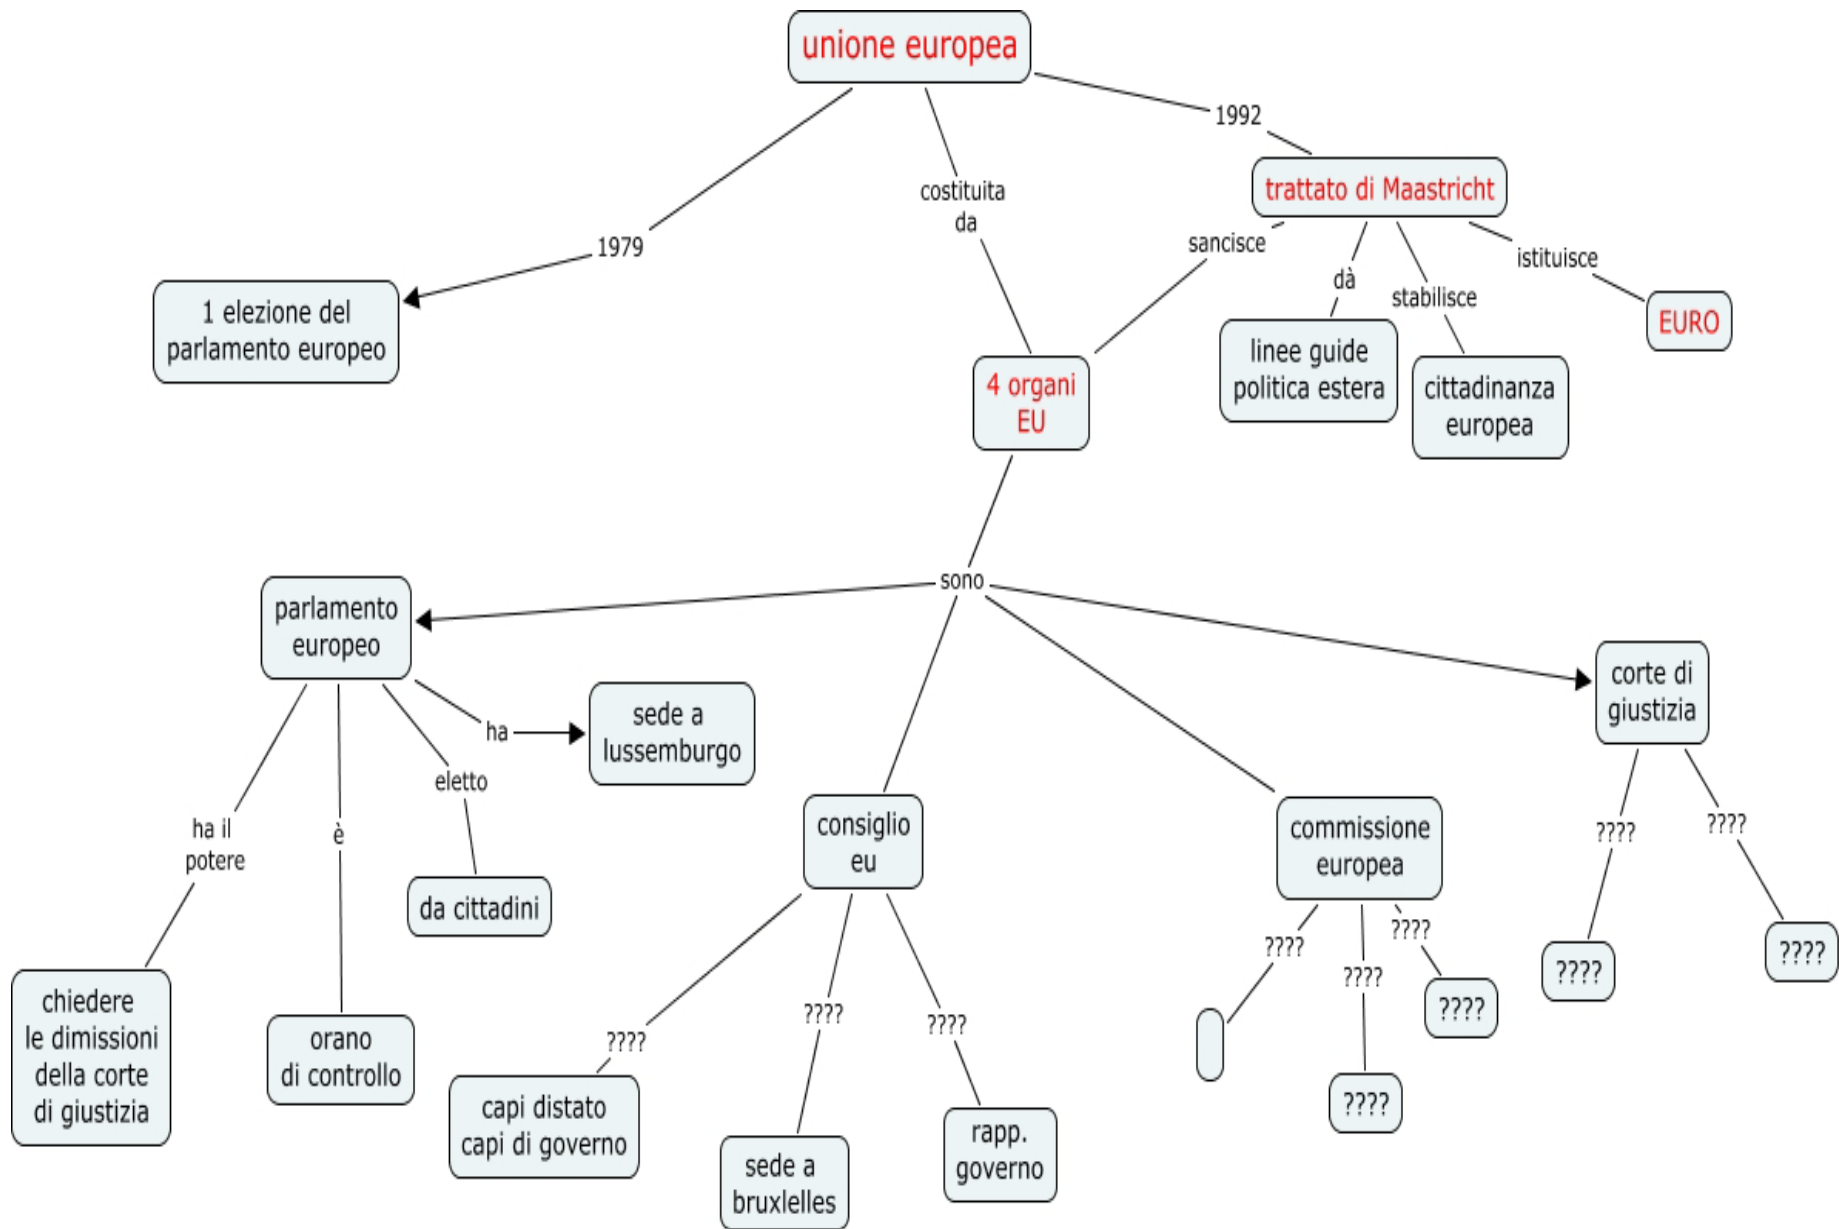 unione europea
1992
trattato di Maastricht
costituita
da
sancisce
1979
istituisce
dà
stabilisce
1 elezione del
parlamento europeo
EURO
linee guide
politica estera
4 organi
EU
cittadinanza
europea
sono
parlamento
europeo
corte di
giustizia
sede a
lussemburgo
ha
eletto
ha il
potere
è
consiglio
eu
commissione
europea
????
????
da cittadini
????
????
????
????
????
chiedere
le dimissioni
della corte
di giustizia
orano
di controllo
????
????
????
????
????
capi distato
capi di governo
sede a
bruxlelles
rapp.
governo